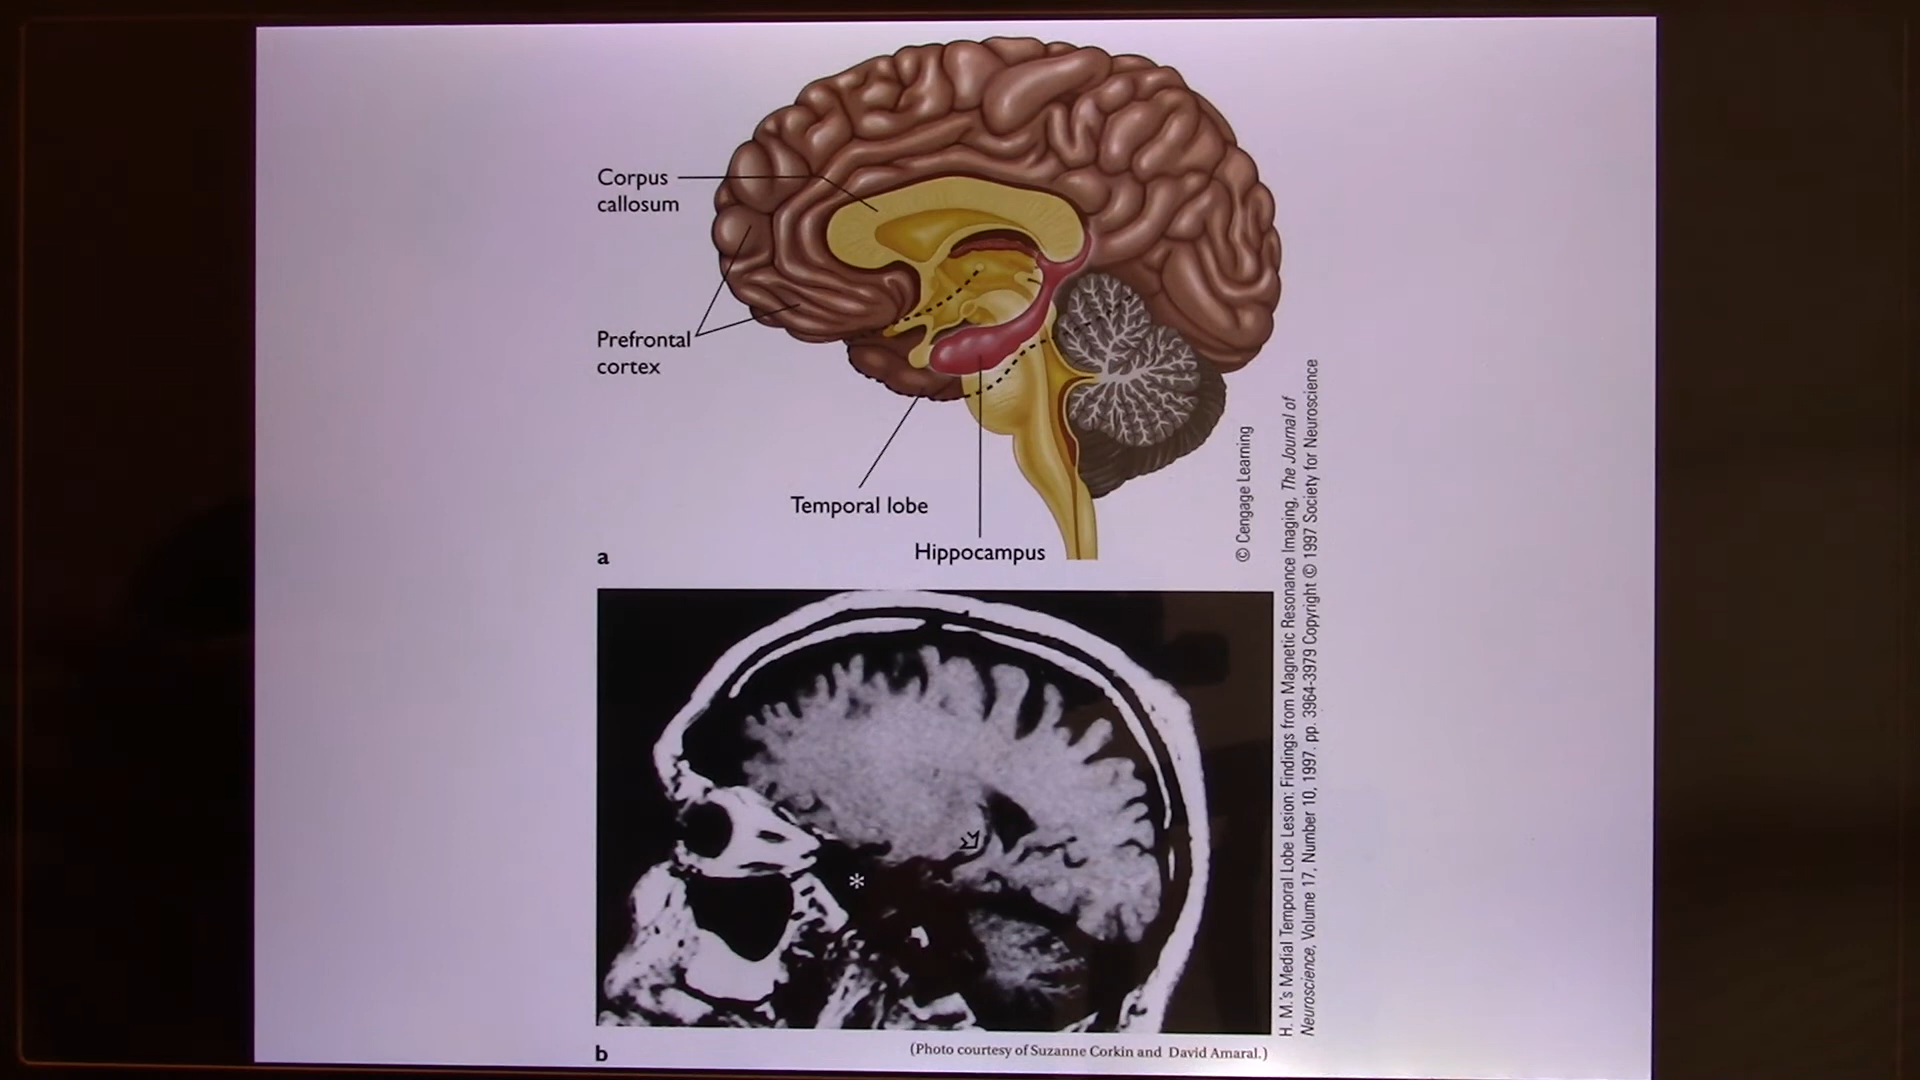 Corpus
callosum
Prefrontal
cortex
Temporal lobe
Hippocampus
a
© Cengage Learning
H. M.'s Medial Temporal Lobe Lesion: Findings from Magnetic Resonance Imaging, The Journal of
Neuroscience, Volume 17, Number 10, 1997. pp. 3964-3979 Copyright © 1997 Society for Neuroscience
*
b
(Photo courtesy of Suzanne Corkin and David Amaral.)